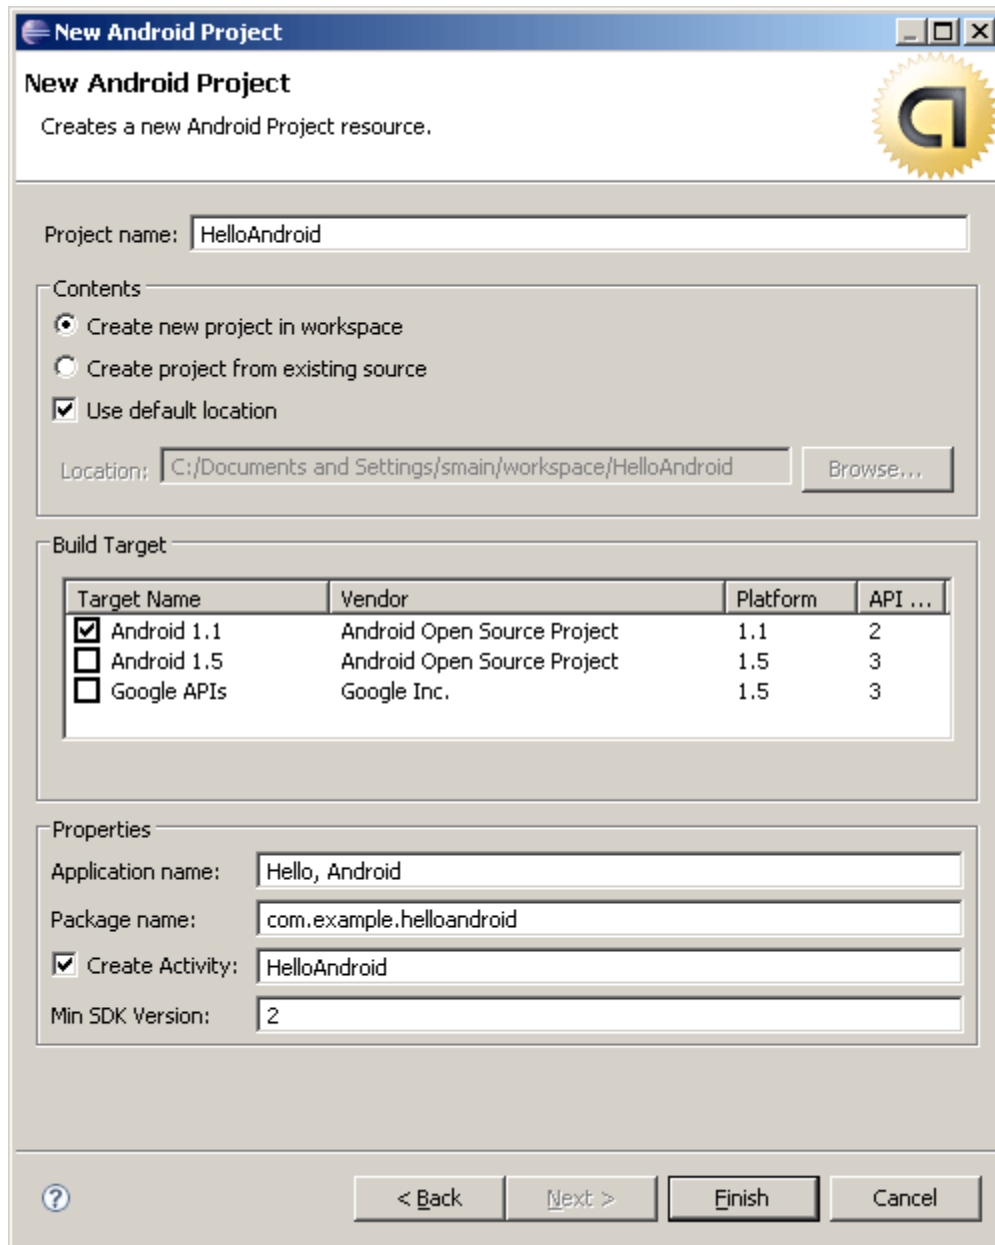 New Android Project
New Android Project
Creates a new Android Project resource.
Project name: HelloAndroid
Contents
Create new project in workspace
Create project from existing source
Use default location
Location: C:/Documents and Settings/smain/workspace/HelloAndroid Browse...
Build Target
Target Name Vendor Platform API ...
Android 1.1 Android Open Source Project 1.1 2
Android 1.5 Android Open Source Project 1.5 3
Google APIs Google Inc. 1.5 3
Properties
Application name: Hello, Android
Package name: com.example.helloandroid
Create Activity: HelloAndroid
Min SDK Version: 2
? < Back Next > Finish Cancel